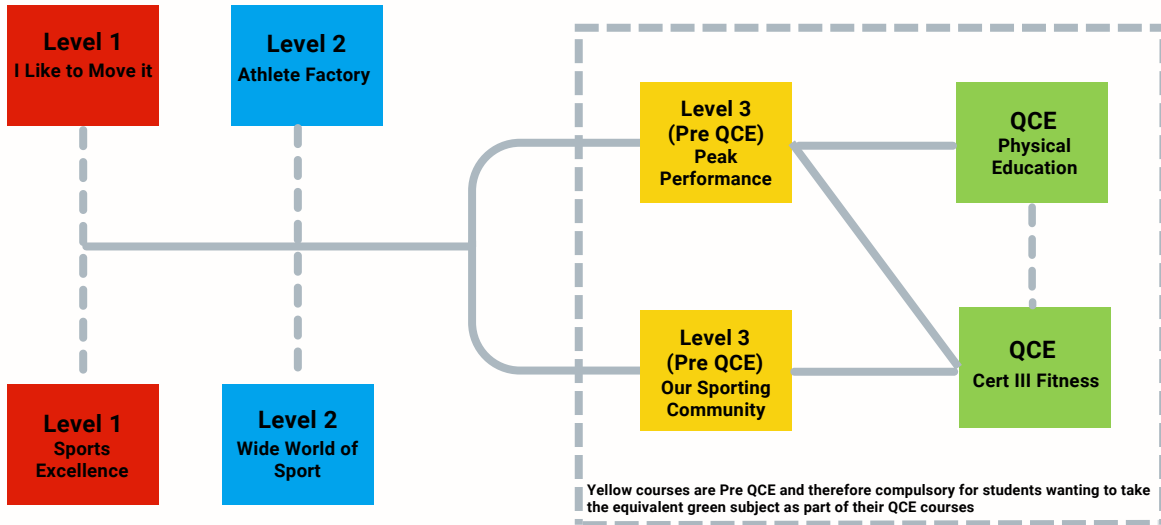 Level 1
I Like to Move it
Level 2
Athlete Factory
Level 3
(Pre QCE)
Peak
Performance
QCE
Physical
Education
Level 3
(Pre QCE)
Our Sporting
Community
QCE
Cert III Fitness
Level 1
Sports
Excellence
Level 2
Wide World of
Sport
Yellow courses are Pre QCE and therefore compulsory for students wanting to take
the equivalent green subject as part of their QCE courses